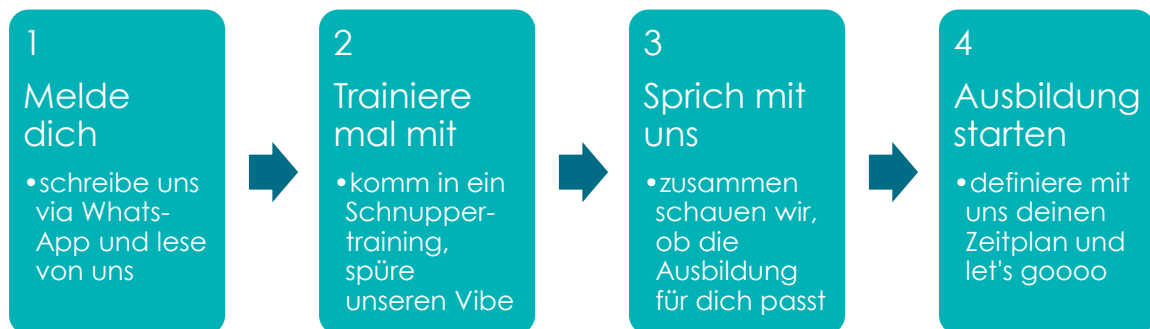 1
Melde
dich
•schreibe uns
via Whats-
App und lese
von uns
2
Trainiere
mal mit
•komm in ein
Schnupper-
training,
spüre
unseren Vibe
3
Sprich mit
uns
•zusammen
schauen wir,
ob die
Ausbildung
für dich passt
4
Ausbildung
starten
•definiere mit
uns deinen
Zeitplan und
let's goooo